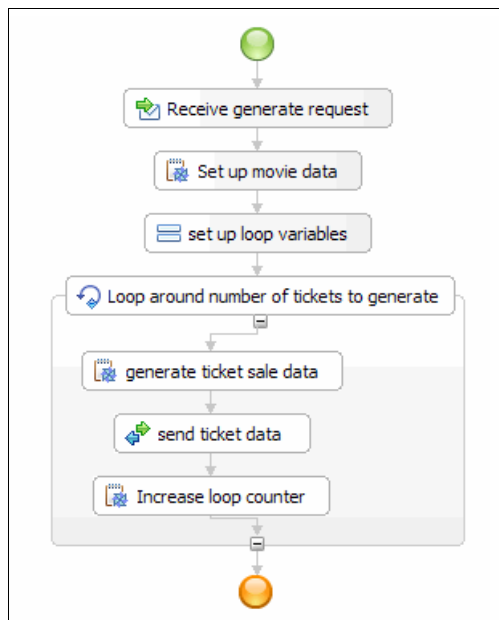 Receive generate request
Set up movie data
set up loop variables
Loop around number of tickets to generate
generate ticket sale data
send ticket data
Increase loop counter